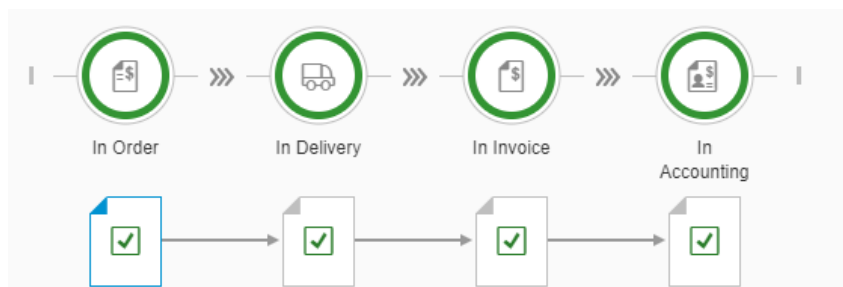 In Order
In Delivery
In Invoice
In
Accounting